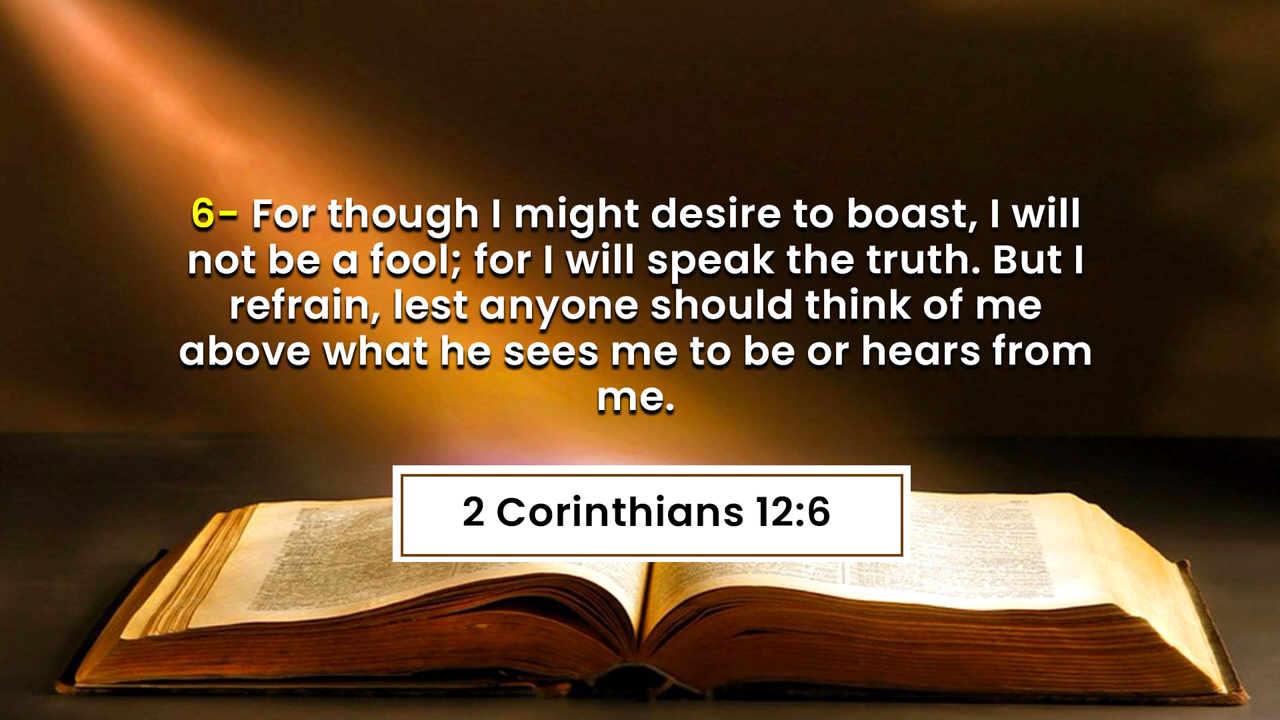 6- For though I might desire to boast, I will
not be a fool; for I will speak the truth. But I
refrain, lest anyone should think of me
above what he sees me to be or hears from
me.
2 Corinthians 12:6